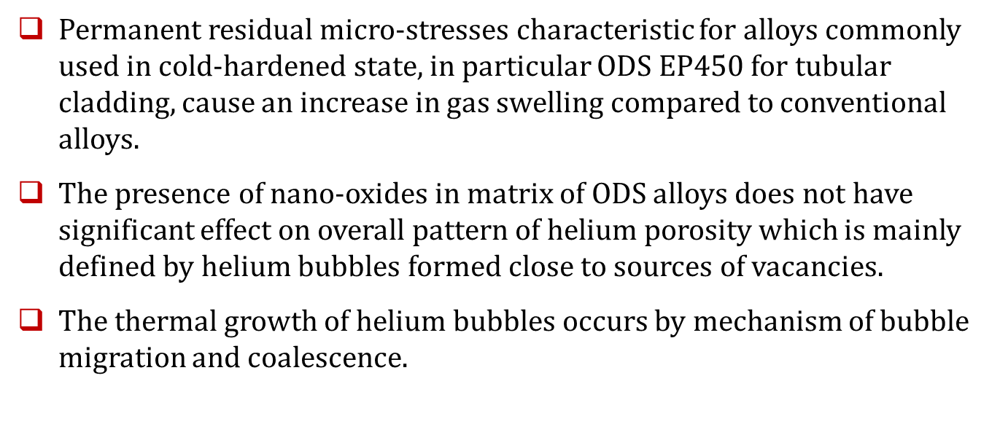 Permanent residual micro-stresses characteristic for alloys commonly
used in cold-hardened state, in particular ODS EP450 for tubular
cladding, cause an increase in gas swelling compared to conventional
alloys.
The presence of nano-oxides in matrix of ODS alloys does not have
significant effect on overall pattern of helium porosity which is mainly
defined by helium bubbles formed close to sources of vacancies.
The thermal growth of helium bubbles occurs by mechanism of bubble
migration and coalescence.